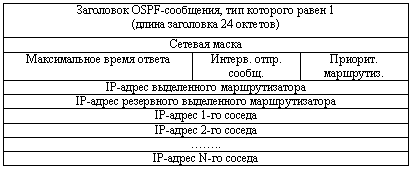 Заголовок OSPF-сообщения, тип которого равен 1
(длина заголовка 24 октетов)
Сетевая маска
Максимальное время ответа
Интерв. отпр.
сообщ.
Приорит.
маршрутиз.
IP-адрес выделенного маршрутизатора
IP-адрес резервного выделенного маршрутизатора
IP-адрес 1-го соседа
IP-адрес 2-го соседа
........
IP-адрес N-го соседа